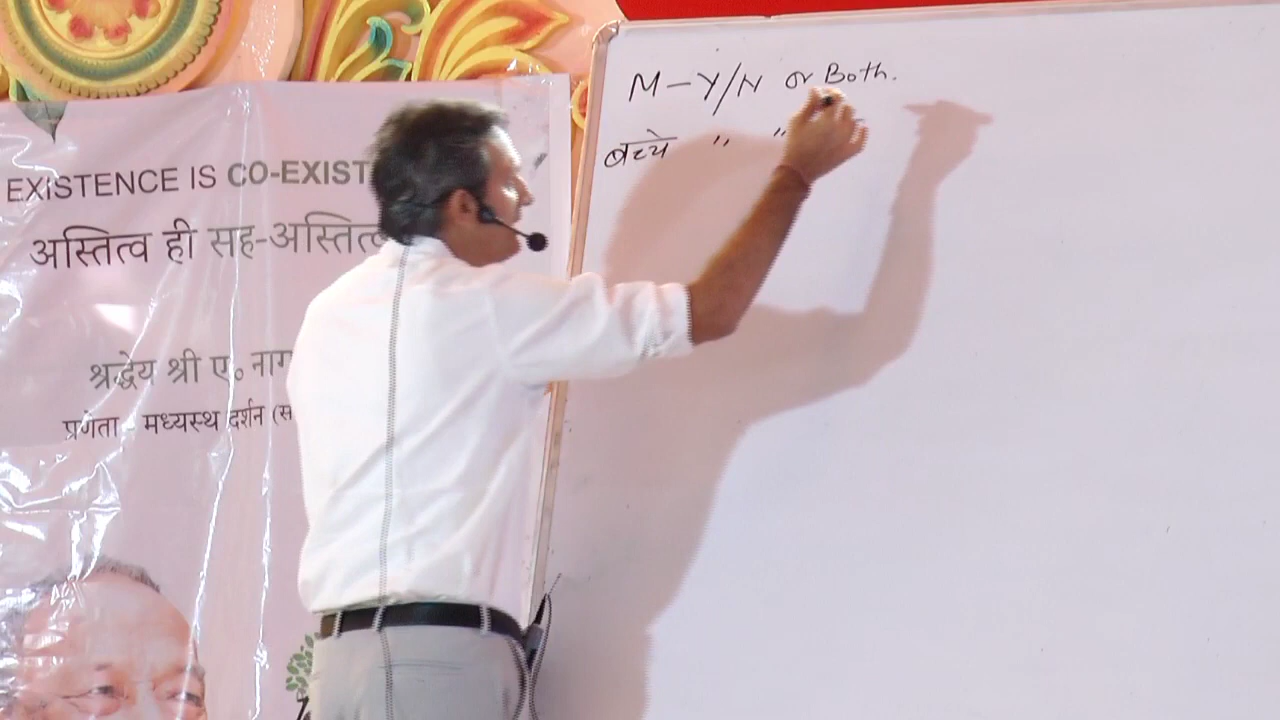 EXISTENCE IS CO-EXIST
अस्तित्व ही सह-अस्तित्व
श्रद्धेय श्री ए. नाग
प्रणेता - मध्यस्थ दर्शन (स
M - Y/N or Both.
बच्चे " "